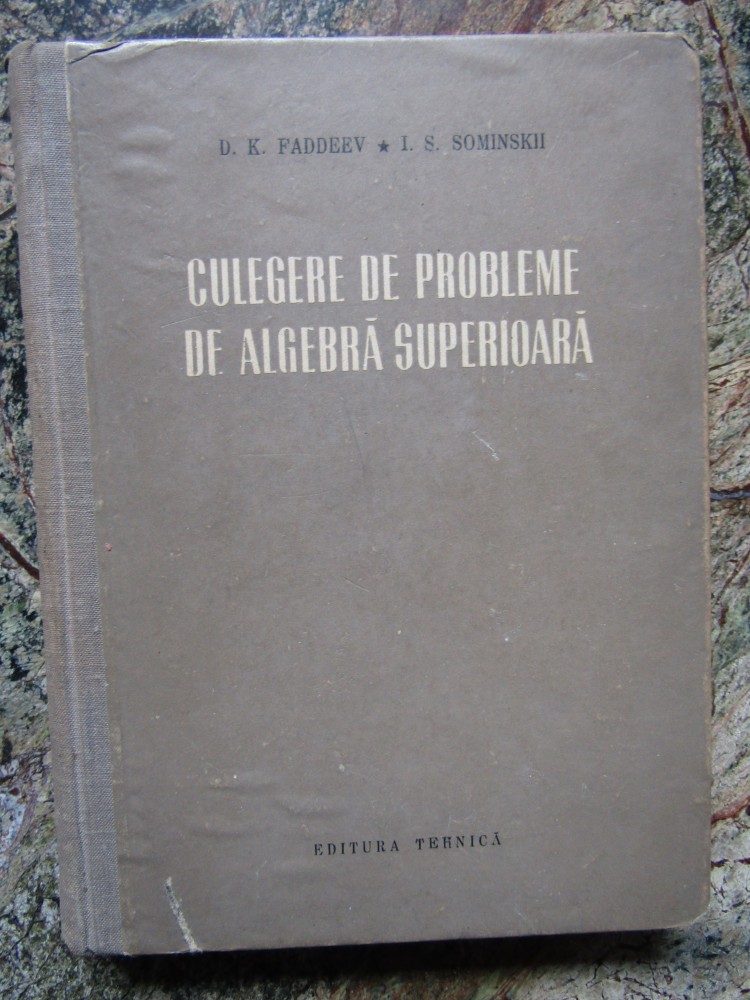 D. K. FADDEEV ★ I. S. SOMINSKII
CULEGERE DE PROBLEME
DE ALGEBRĂ SUPERIOARĂ
EDITURA TEHNICĂ